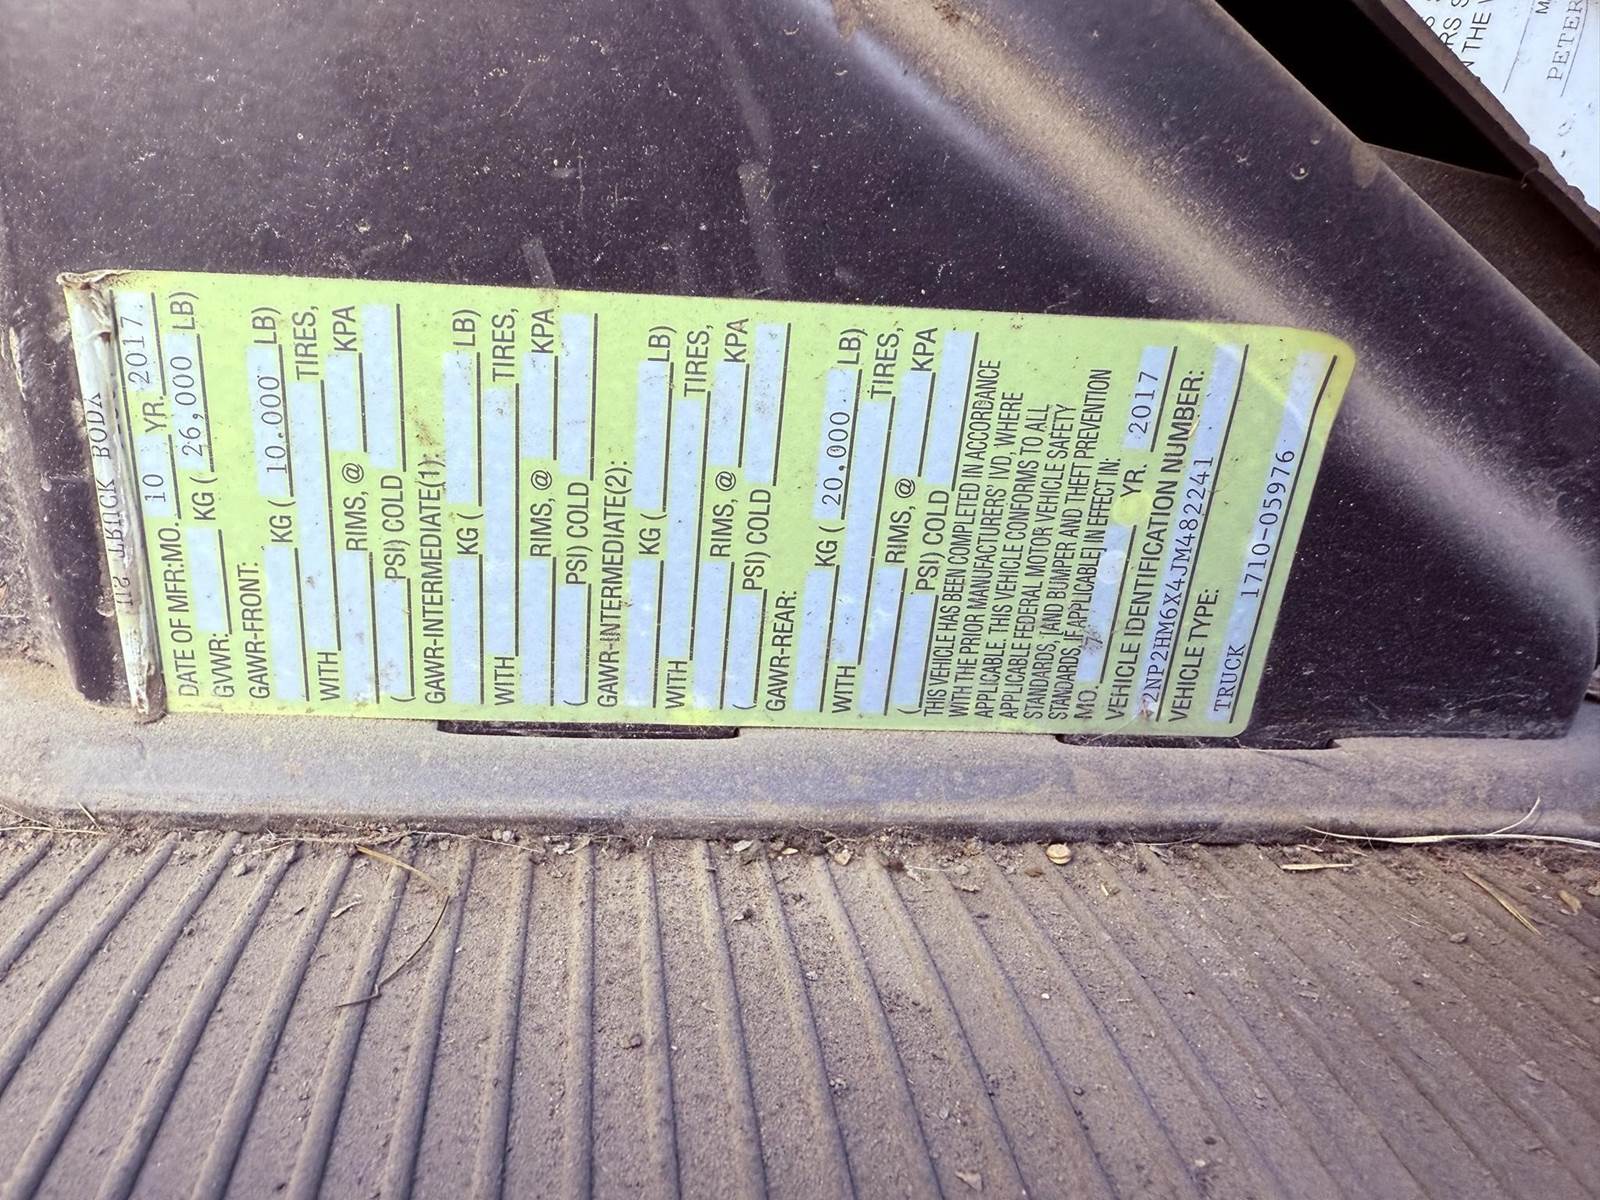 US TRUCK BODY
DATE OF MFR:MO. 10 YR. 2017.
GVWR: KG ( 26,000 LB)
GAWR-FRONT:
KG ( 10.000 LB)
WITH TIRES,
RIMS, @ KPA
( PSI) COLD
GAWR-INTERMEDIATE(1):
KG ( LB)
WITH TIRES,
RIMS, @ KPA
( PSI) COLD
GAWR-INTERMEDIATE(2):
KG ( LB)
WITH TIRES,
RIMS, @ KPA
( PSI) COLD
GAWR-REAR:
KG ( 20.000 LB)
WITH TIRES,
RIMS, @ KPA
( PSI) COLD
THIS VEHICLE HAS BEEN COMPLETED IN ACCORDANCE
WITH THE PRIOR MANUFACTURERS' IVD, WHERE
APPLICABLE. THIS VEHICLE CONFORMS TO ALL
APPLICABLE FEDERAL MOTOR VEHICLE SAFETY
STANDARDS, [AND BUMPER AND THEFT PREVENTION
STANDARDS, IF APPLICABLE,] IN EFFECT IN:
MO. YR. 2017
VEHICLE IDENTIFICATION NUMBER:
2NP2HM6X4JM482241
VEHICLE TYPE:
TRUCK 1710-059976
THE
PETER